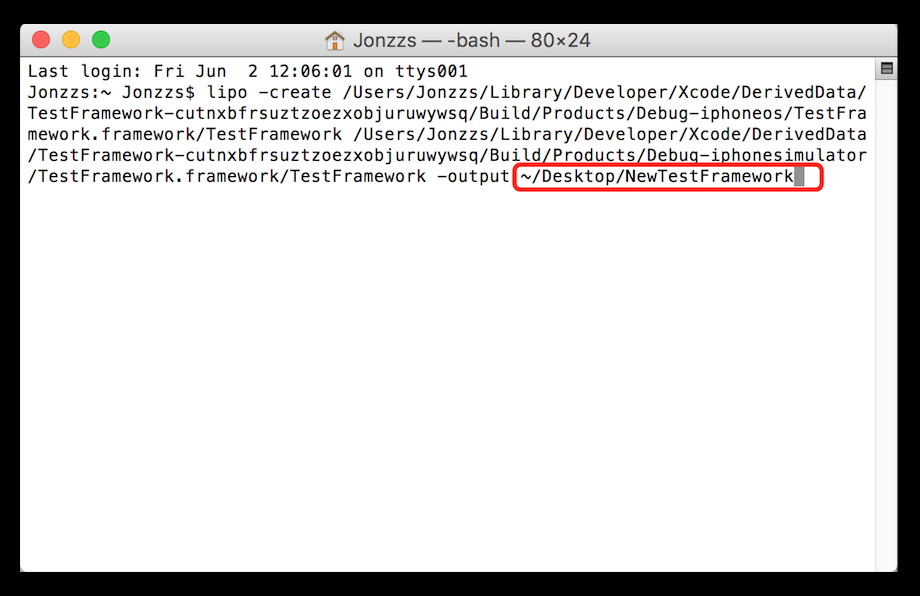 Jonzzs — -bash — 80×24
Last login: Fri Jun  2 12:06:01 on ttys001
Jonzzs:~ Jonzzs$ lipo -create /Users/Jonzzs/Library/Developer/Xcode/DerivedData/
TestFramework-cutnxbfrsuztzoezxobjuruwywsq/Build/Products/Debug-iphoneos/TestFra
mework.framework/TestFramework /Users/Jonzzs/Library/Developer/Xcode/DerivedData
/TestFramework-cutnxbfrsuztzoezxobjuruwywsq/Build/Products/Debug-iphonesimulator
/TestFramework.framework/TestFramework -output ~/Desktop/NewTestFramework